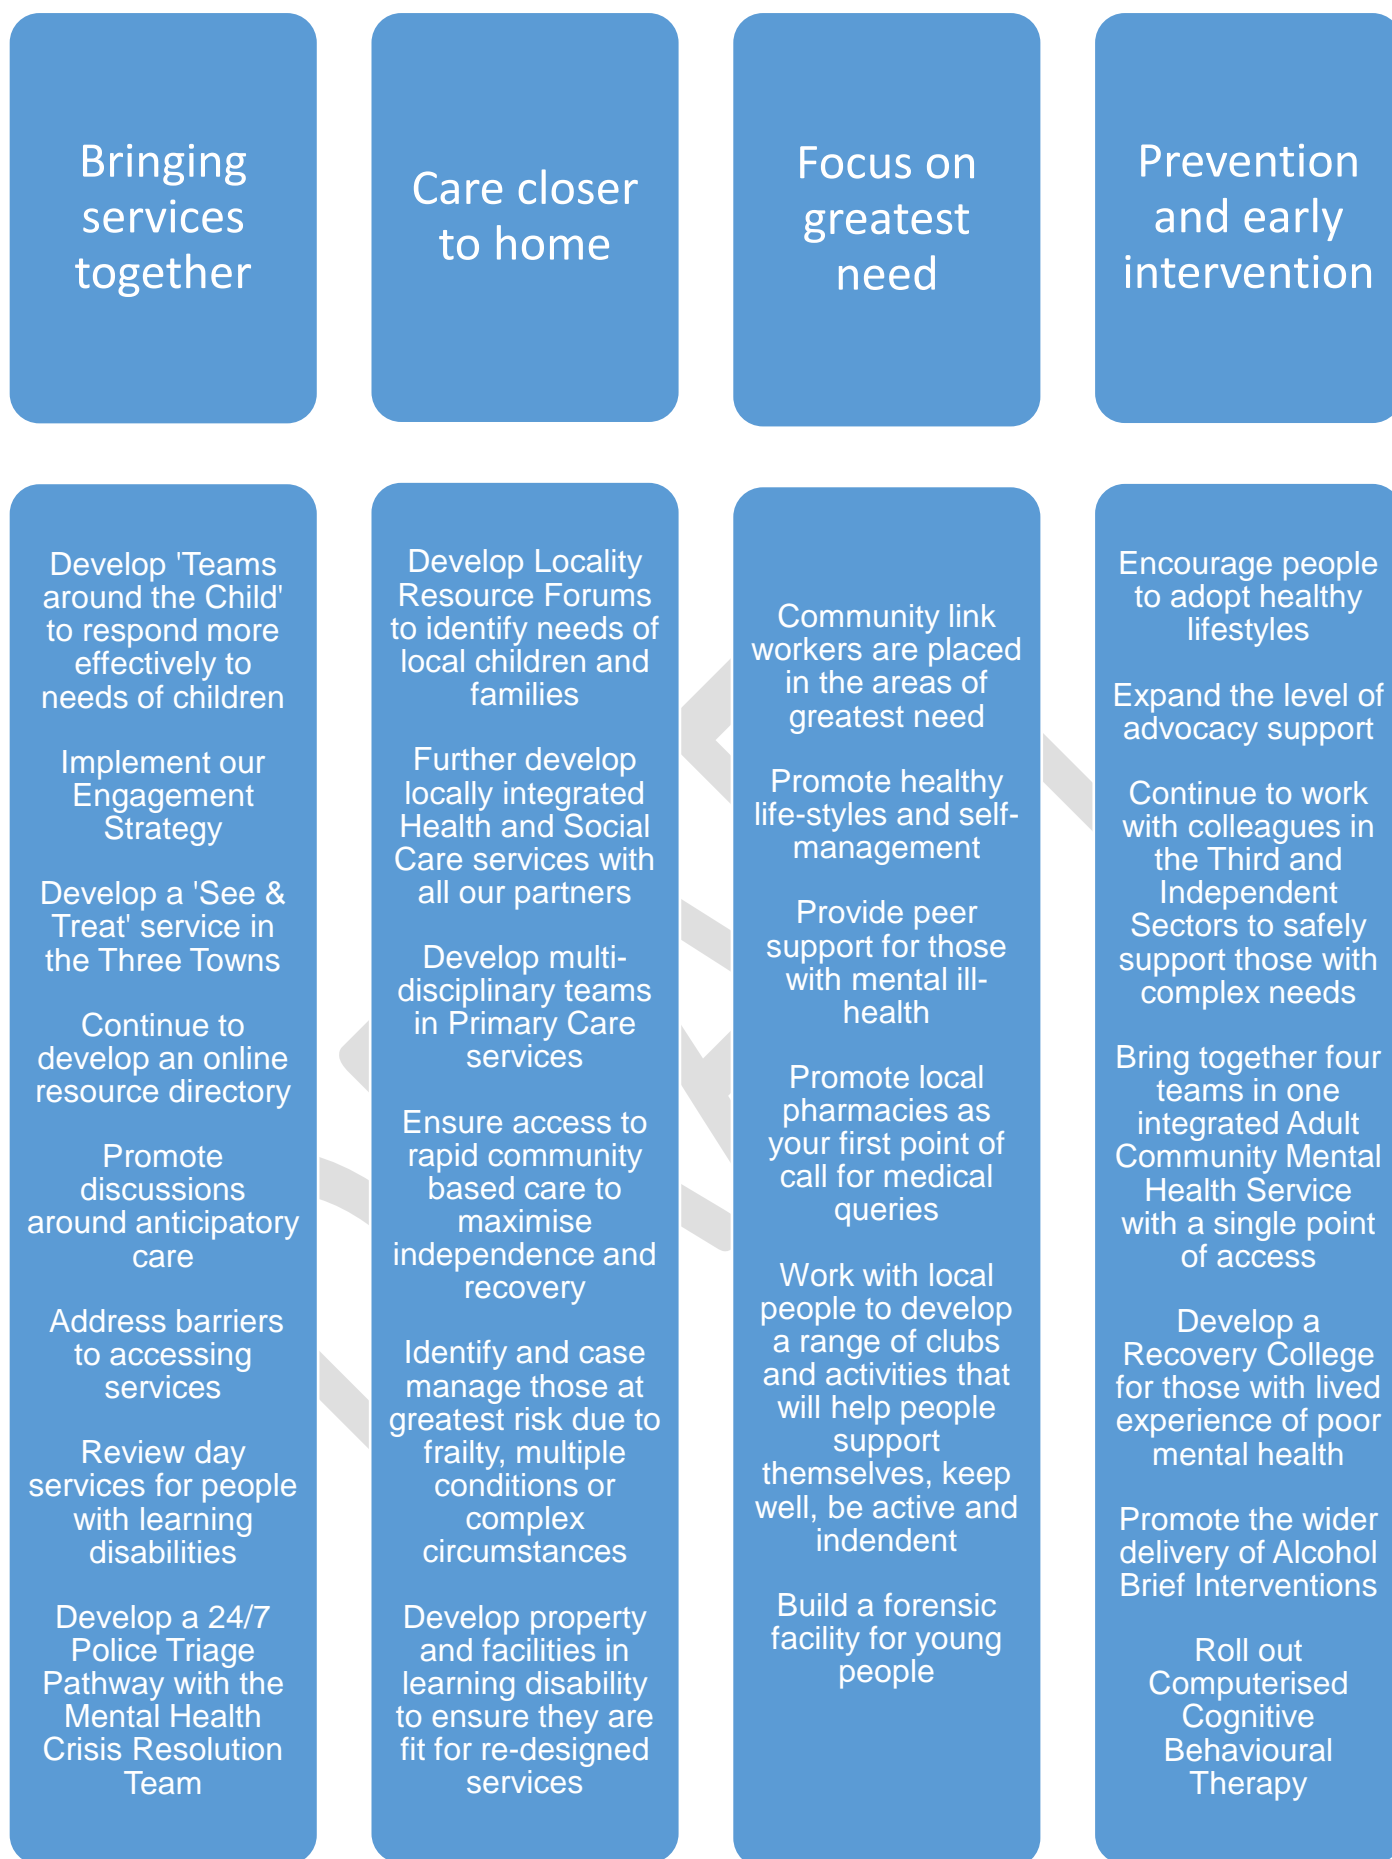 Bringing
services
together
Care closer
to home
Focus on
greatest
need
Prevention
and early
intervention
Develop 'Teams
around the Child'
to respond more
effectively to
needs of children
Implement our
Engagement
Strategy
Develop a 'See &
Treat' service in
the Three Towns
Continue to
develop an online
resource directory
Promote
discussions
around anticipatory
care
Address barriers
to accessing
services
Review day
services for people
with learning
disabilities
Develop a 24/7
Police Triage
Pathway with the
Mental Health
Crisis Resolution
Team
Develop Locality
Resource Forums
to identify needs of
local children and
families
Further develop
locally integrated
Health and Social
Care services with
all our partners
Develop multi-
disciplinary teams
in Primary Care
services
Ensure access to
rapid community
based care to
maximise
independence and
recovery
Identify and case
manage those at
greatest risk due to
frailty, multiple
conditions or
complex
circumstances
Develop property
and facilities in
learning disability
to ensure they are
fit for re-designed
services
Community link
workers are placed
in the areas of
greatest need
Promote healthy
life-styles and self-
management
Provide peer
support for those
with mental ill-
health
Promote local
pharmacies as
your first point of
call for medical
queries
Work with local
people to develop
a range of clubs
and activities that
will help people
support
themselves, keep
well, be active and
indendent
Build a forensic
facility for young
people
Encourage people
to adopt healthy
lifestyles
Expand the level of
advocacy support
Continue to work
with colleagues in
the Third and
Independent
Sectors to safely
support those with
complex needs
Bring together four
teams in one
integrated Adult
Community Mental
Health Service
with a single point
of access
Develop a
Recovery College
for those with lived
experience of poor
mental health
Promote the wider
delivery of Alcohol
Brief Interventions
Roll out
Computerised
Cognitive
Behavioural
Therapy